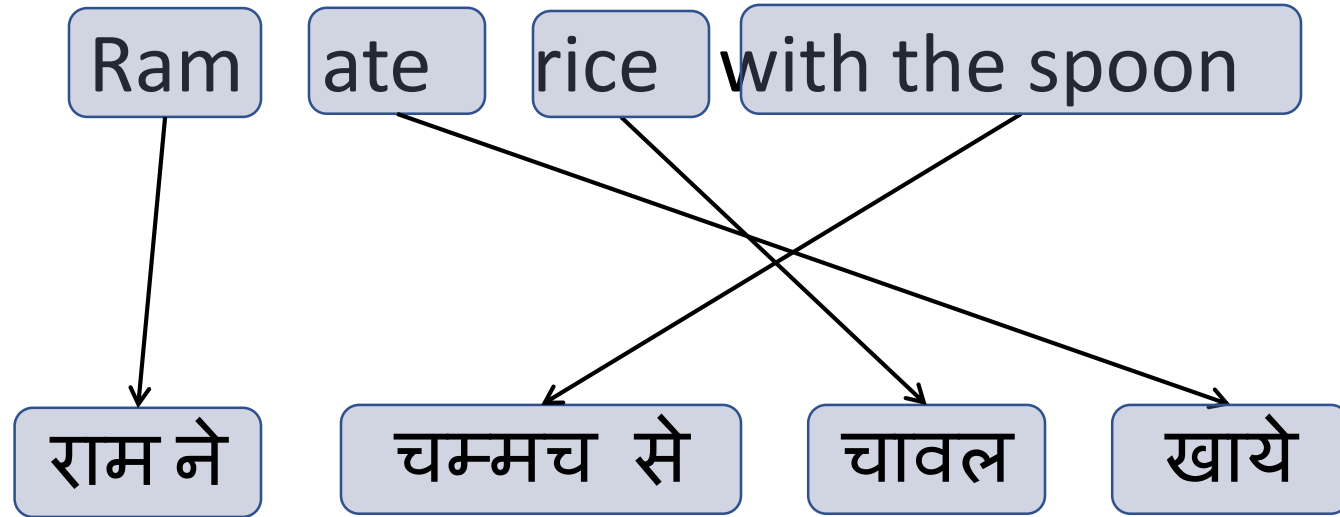 Ram ate rice with the spoon
राम ने चम्मच से चावल खाये